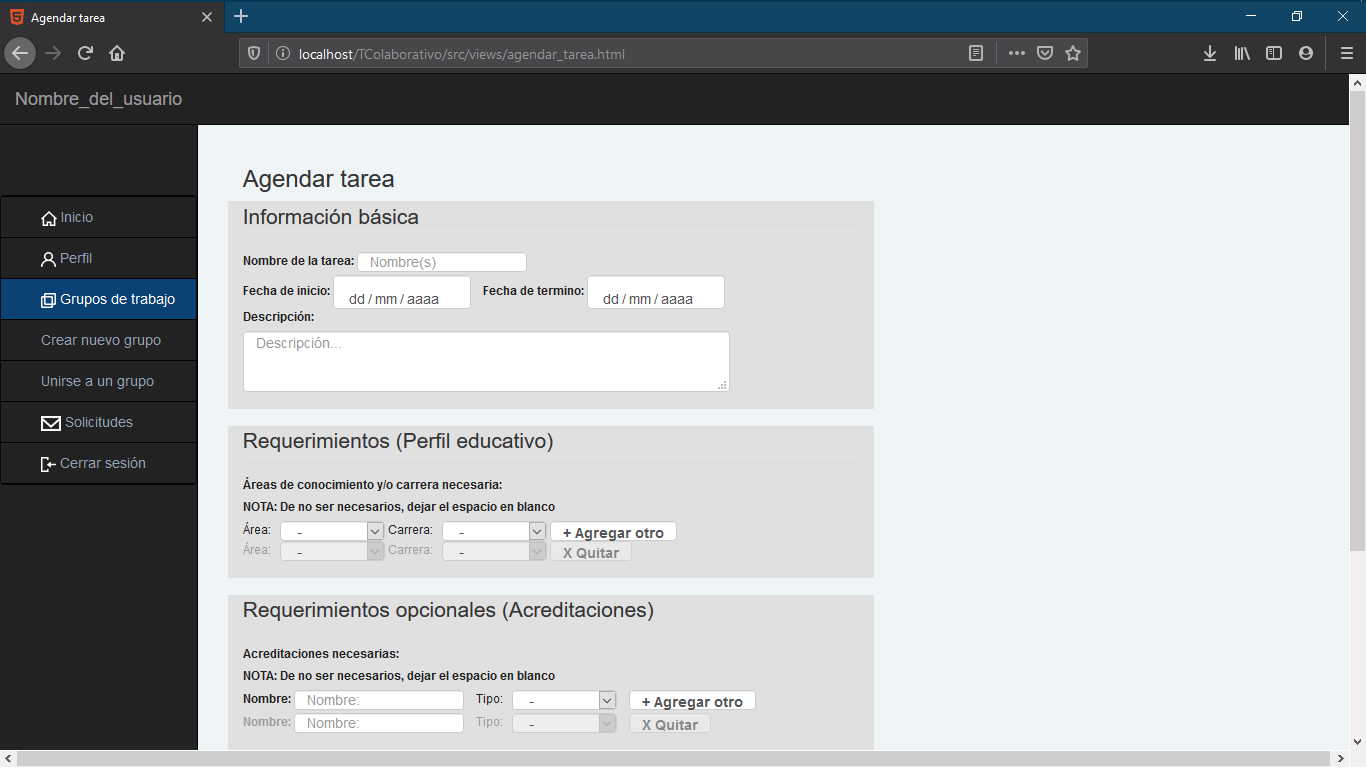 Agendar tarea
localhost/TColaborativo/src/views/agendar_tarea.html
Nombre_del_usuario
Inicio
Perfil
Grupos de trabajo
Crear nuevo grupo
Unirse a un grupo
Solicitudes
Cerrar sesión
Agendar tarea
Información básica
Nombre de la tarea: Nombre(s)
Fecha de inicio: dd / mm / aaaa Fecha de termino: dd / mm / aaaa
Descripción:
Descripción...
Requerimientos (Perfil educativo)
Áreas de conocimiento y/o carrera necesaria:
NOTA: De no ser necesarios, dejar el espacio en blanco
Área: - Carrera: - + Agregar otro
Área: - Carrera: - X Quitar
Requerimientos opcionales (Acreditaciones)
Acreditaciones necesarias:
NOTA: De no ser necesarios, dejar el espacio en blanco
Nombre: Nombre: Tipo: - + Agregar otro
Nombre: Nombre: Tipo: - X Quitar